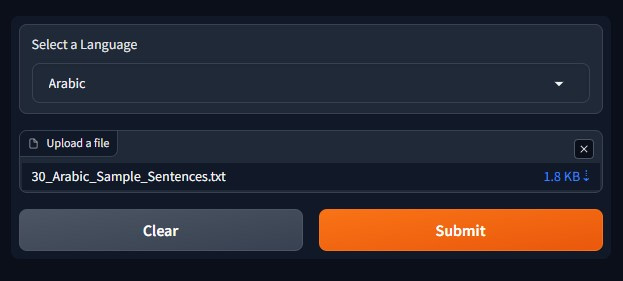 Select a Language
Arabic
Upload a file
30_Arabic_Sample_Sentences.txt 1.8 KB ⇣
Clear Submit